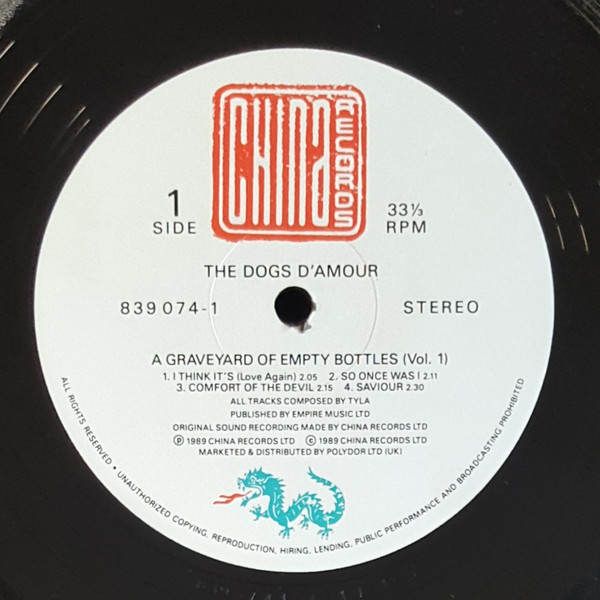 CHINA
RECORDS
1
SIDE
33⅓
RPM
THE DOGS D'AMOUR
839 074-1
STEREO
A GRAVEYARD OF EMPTY BOTTLES (Vol. 1)
1. I THINK IT'S (Love Again) 2.05 2. SO ONCE WAS I 2.11
3. COMFORT OF THE DEVIL 2.15 4. SAVIOUR 2.30
ALL TRACKS COMPOSED BY TYLA
PUBLISHED BY EMPIRE MUSIC LTD
ORIGINAL SOUND RECORDING MADE BY CHINA RECORDS LTD
℗ 1989 CHINA RECORDS LTD © 1989 CHINA RECORDS LTD
MARKETED & DISTRIBUTED BY POLYDOR LTD (UK)
ALL RIGHTS RESERVED • UNAUTHORIZED COPYING, REPRODUCTION, HIRING, LENDING, PUBLIC PERFORMANCE AND BROADCASTING PROHIBITED